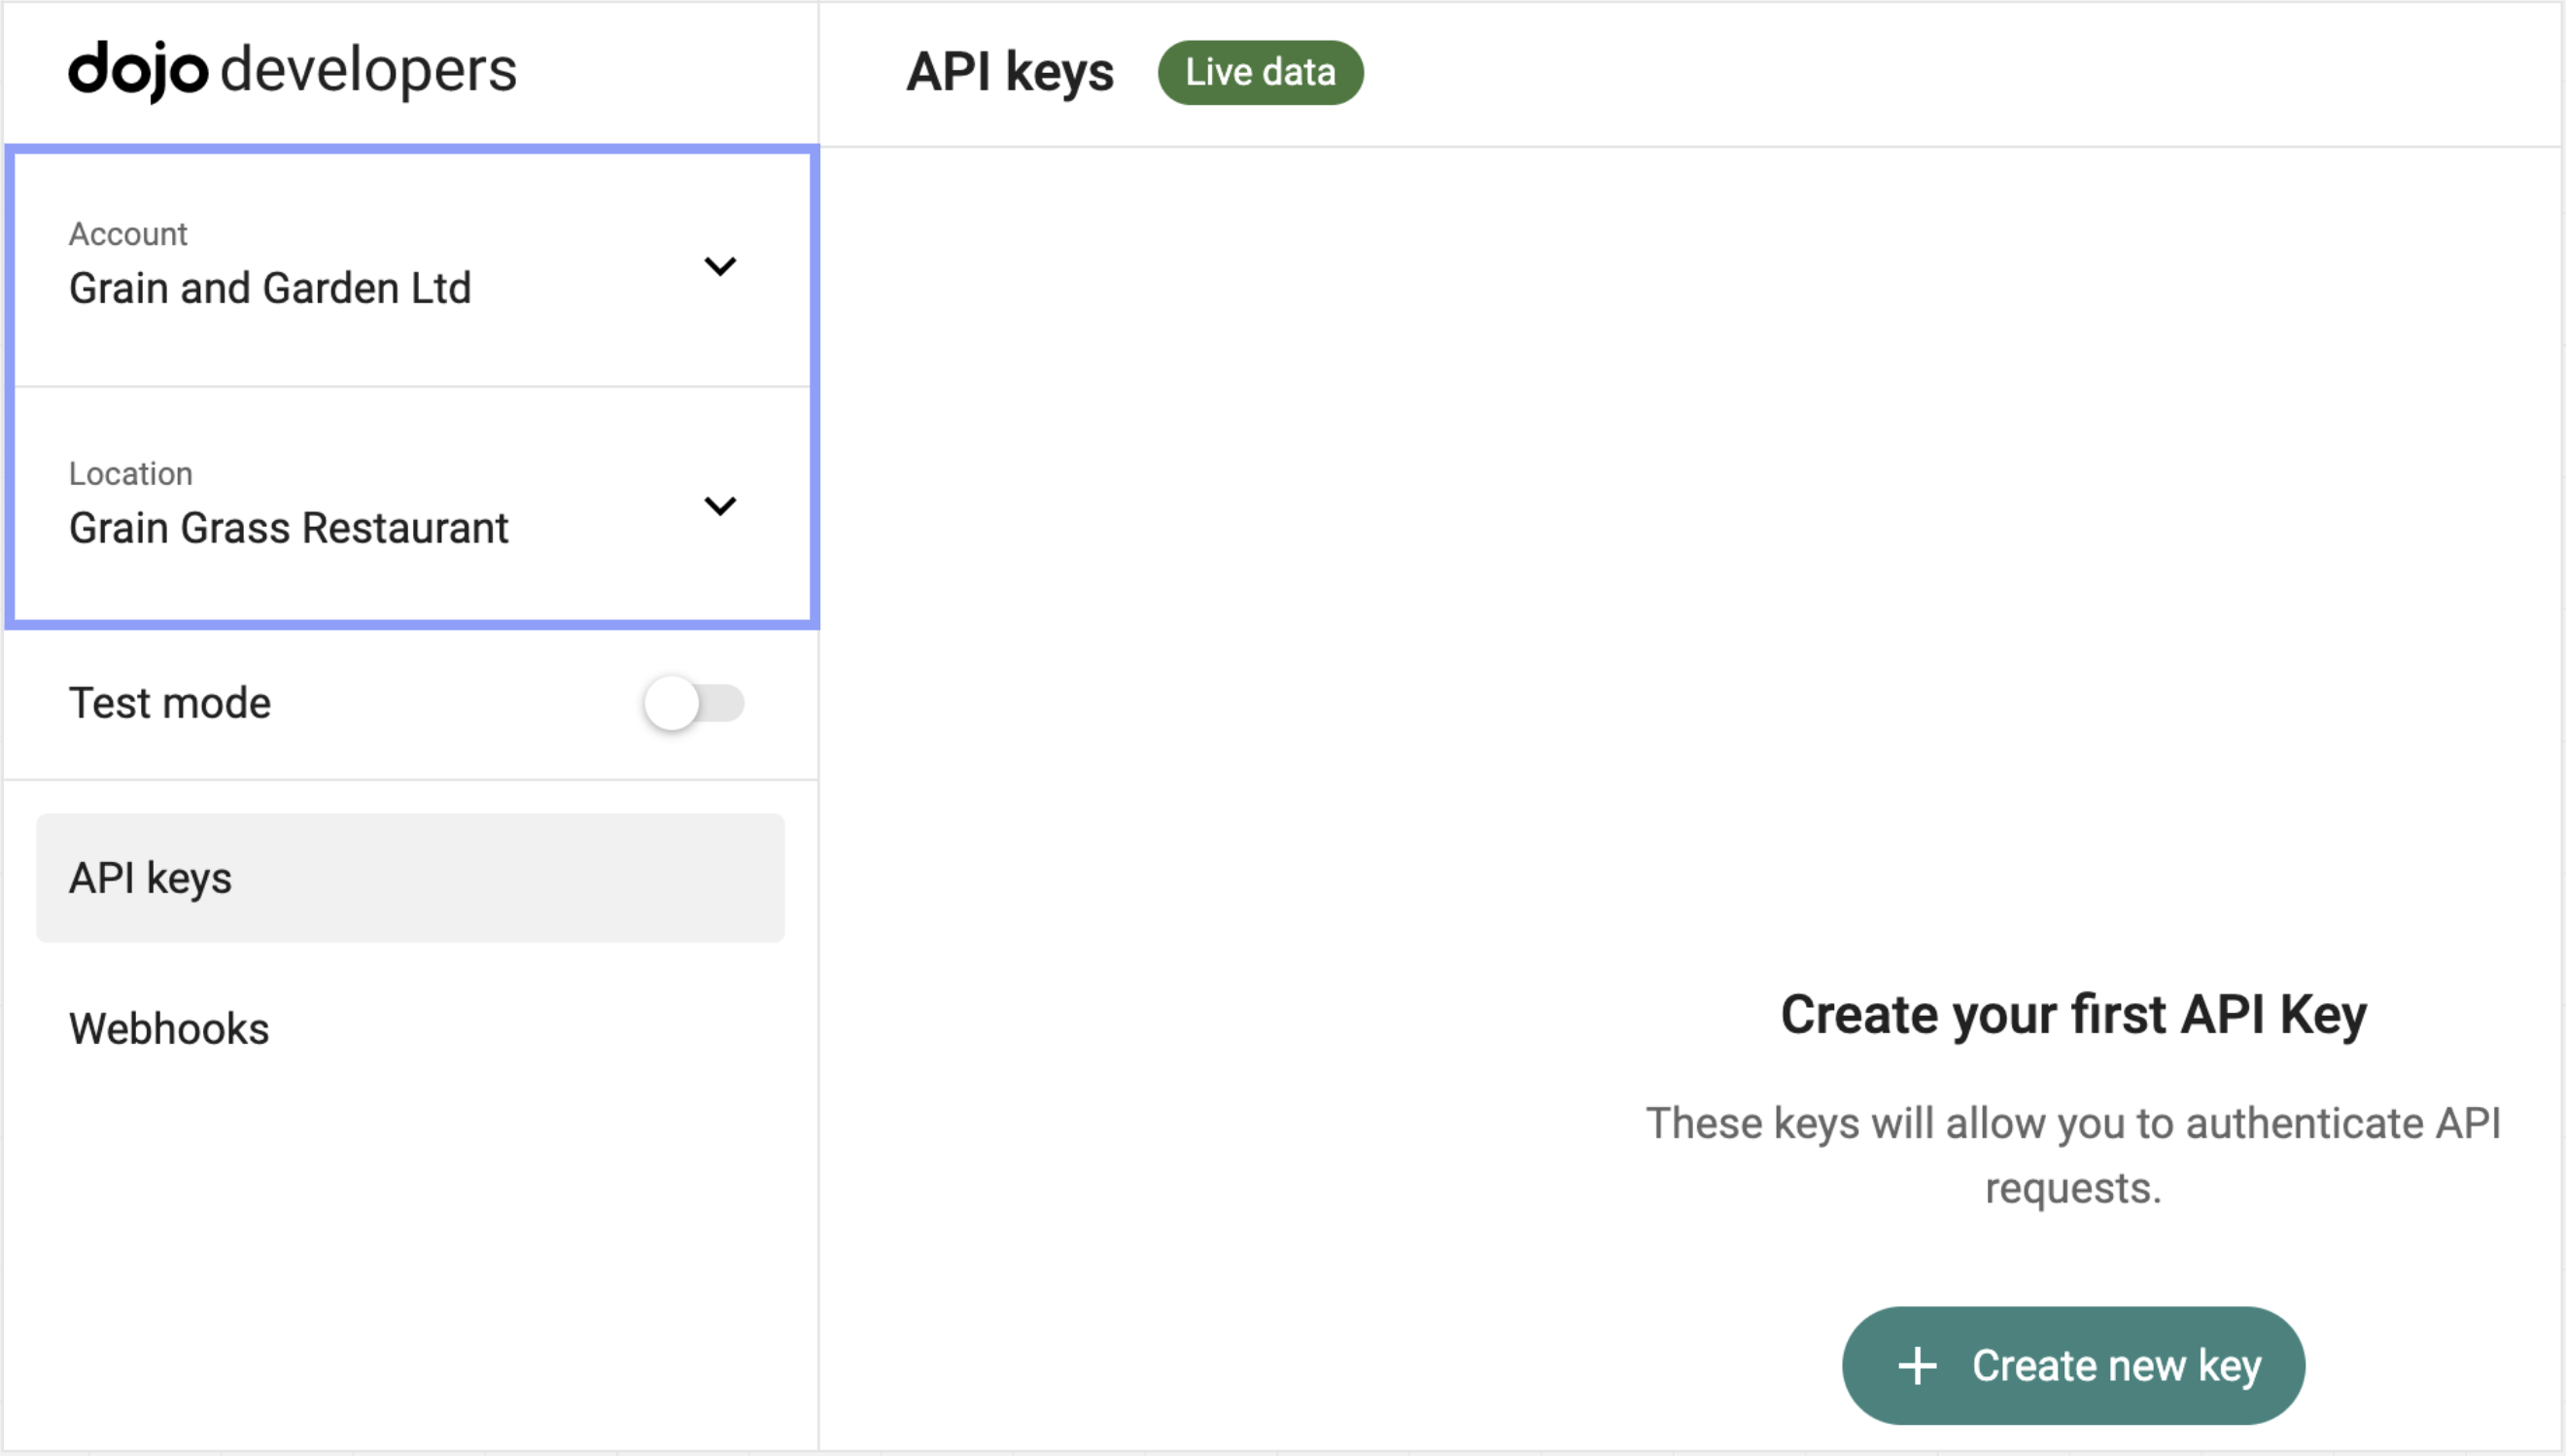 dojo developers
Account
Grain and Garden Ltd
Location
Grain Grass Restaurant
Test mode
API keys
Webhooks
API keys
Live data
Create your first API Key
These keys will allow you to authenticate API
requests.
+ Create new key